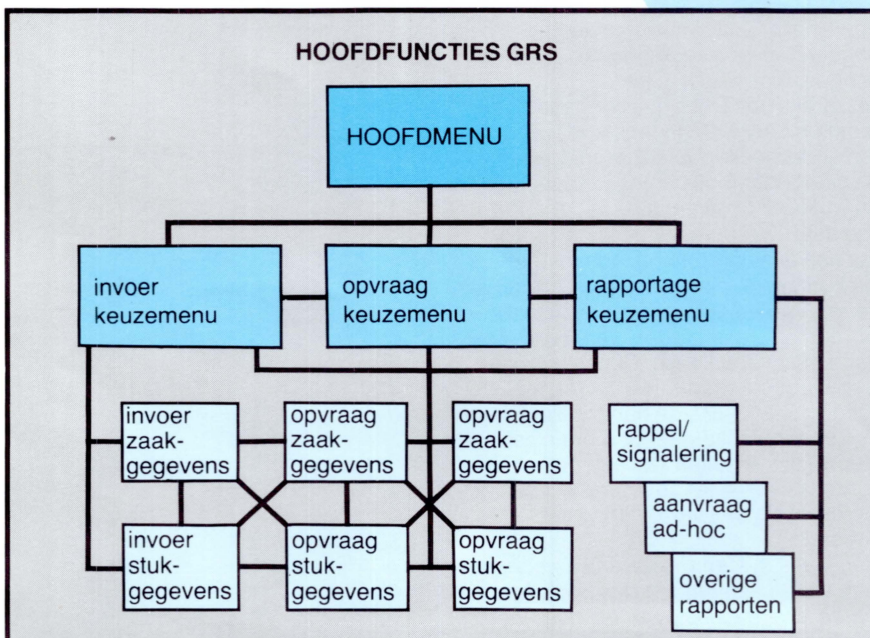 HOOFDFUNCTIES GRS
HOOFDMENU
invoer
keuzemenu
opvraag
keuzemenu
rapportage
keuzemenu
invoer
zaak-
gegevens
opvraag
zaak-
gegevens
opvraag
zaak-
gegevens
rappel/
signalering
aanvraag
ad-hoc
overige
rapporten
invoer
stuk-
gegevens
opvraag
stuk-
gegevens
opvraag
stuk-
gegevens